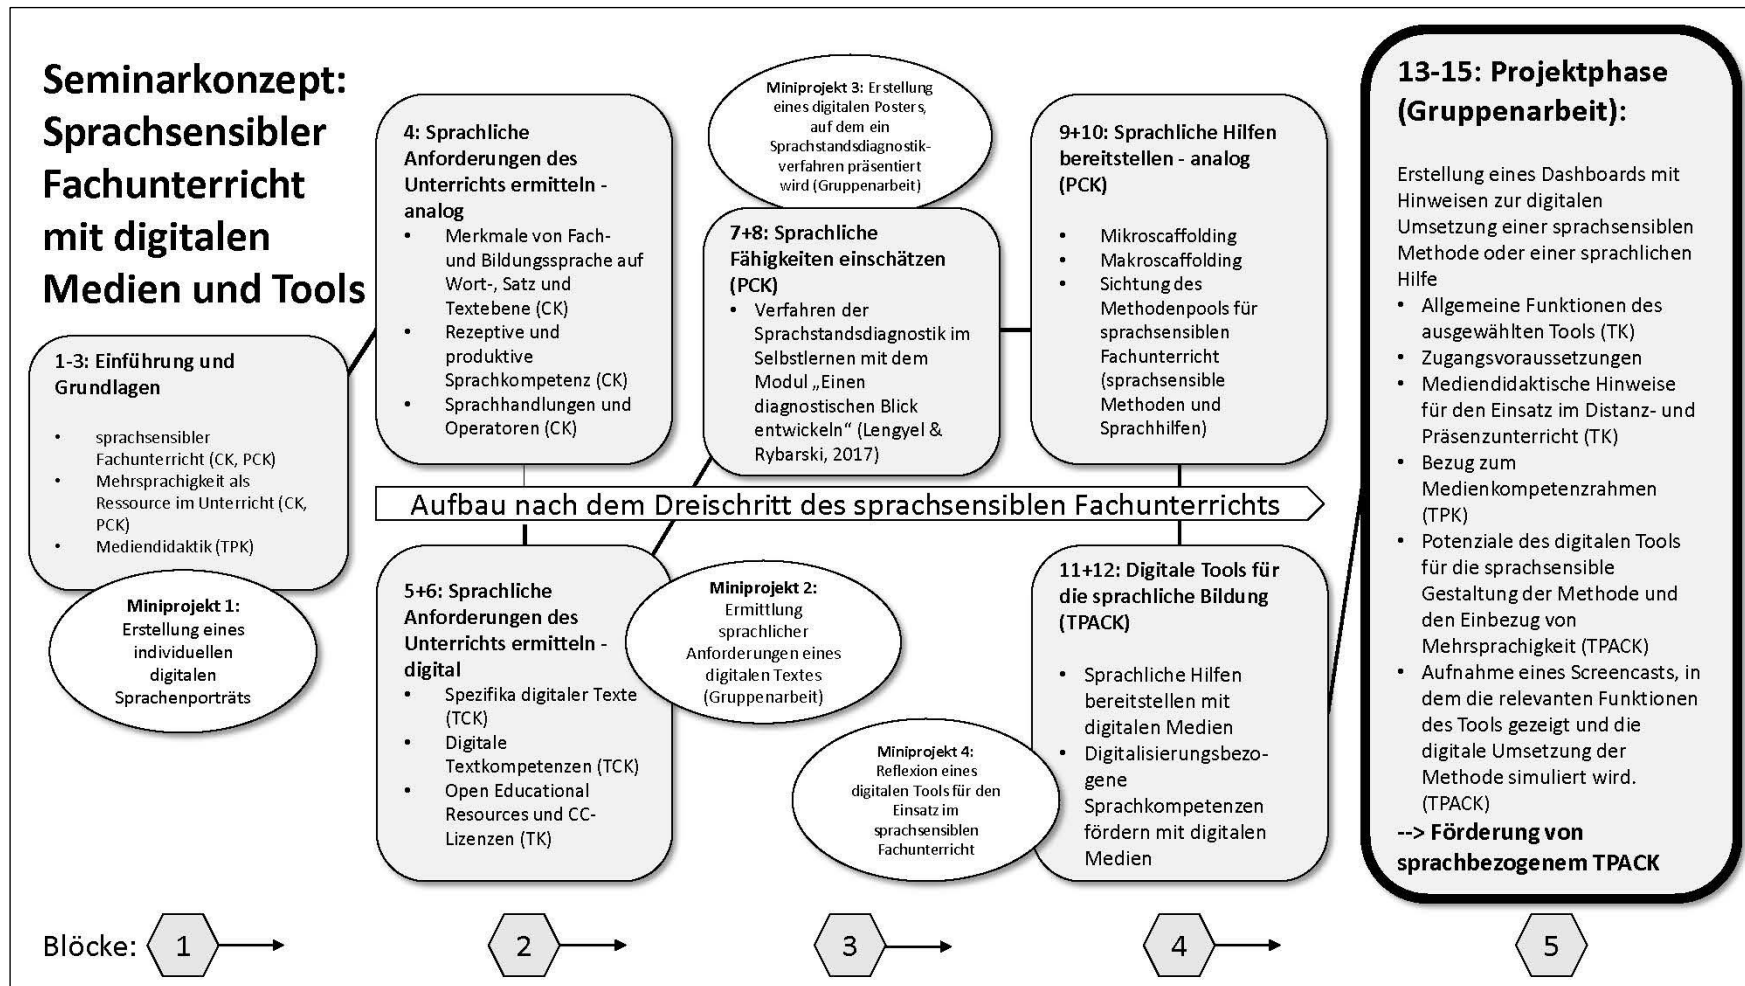 Seminarkonzept:
Sprachsensibler
Fachunterricht
mit digitalen
Medien und Tools
1-3: Einführung und
Grundlagen
• sprachsensibler
Fachunterricht (CK, PCK)
• Mehrsprachigkeit als
Ressource im Unterricht (CK,
PCK)
• Mediendidaktik (TPK)
Miniprojekt 1:
Erstellung eines
individuellen
digitalen
Sprachenporträts
4: Sprachliche
Anforderungen des
Unterrichts ermitteln -
analog
• Merkmale von Fach-
und Bildungssprache auf
Wort-, Satz und
Textebene (CK)
• Rezeptive und
produktive
Sprachkompetenz (CK)
• Sprachhandlungen und
Operatoren (CK)
Aufbau nach dem Dreischritt des sprachsensiblen Fachunterrichts
5+6: Sprachliche
Anforderungen des
Unterrichts ermitteln -
digital
• Spezifika digitaler Texte
(TCK)
• Digitale
Textkompetenzen (TCK)
• Open Educational
Resources und CC-
Lizenzen (TK)
Miniprojekt 2:
Ermittlung
sprachlicher
Anforderungen eines
digitalen Textes
(Gruppenarbeit)
Miniprojekt 3: Erstellung
eines digitalen Posters,
auf dem ein
Sprachstandsdiagnostik-
verfahren präsentiert
wird (Gruppenarbeit)
7+8: Sprachliche
Fähigkeiten einschätzen
(PCK)
• Verfahren der
Sprachstandsdiagnostik im
Selbstlernen mit dem
Modul „Einen
diagnostischen Blick
entwickeln“ (Lengyel &
Rybarski, 2017)
9+10: Sprachliche Hilfen
bereitstellen - analog
(PCK)
• Mikroscaffolding
• Makroscaffolding
• Sichtung des
Methodenpools für
sprachsensiblen
Fachunterricht
(sprachsensible
Methoden und
Sprachhilfen)
11+12: Digitale Tools für
die sprachliche Bildung
(TPACK)
• Sprachliche Hilfen
bereitstellen mit
digitalen Medien
• Digitalisierungsbezo-
gene
Sprachkompetenzen
fördern mit digitalen
Medien
Miniprojekt 4:
Reflexion eines
digitalen Tools für den
Einsatz im
sprachsensiblen
Fachunterricht
13-15: Projektphase
(Gruppenarbeit):
Erstellung eines Dashboards mit
Hinweisen zur digitalen
Umsetzung einer sprachsensiblen
Methode oder einer sprachlichen
Hilfe
• Allgemeine Funktionen des
ausgewählten Tools (TK)
• Zugangsvoraussetzungen
• Mediendidaktische Hinweise
für den Einsatz im Distanz- und
Präsenzunterricht (TK)
• Bezug zum
Medienkompetenzrahmen
(TPK)
• Potenziale des digitalen Tools
für die sprachsensible
Gestaltung der Methode und
den Einbezug von
Mehrsprachigkeit (TPACK)
• Aufnahme eines Screencasts, in
dem die relevanten Funktionen
des Tools gezeigt und die
digitale Umsetzung der
Methode simuliert wird.
(TPACK)
--> Förderung von
sprachbezogenem TPACK
Blöcke: 1 2 3 4 5